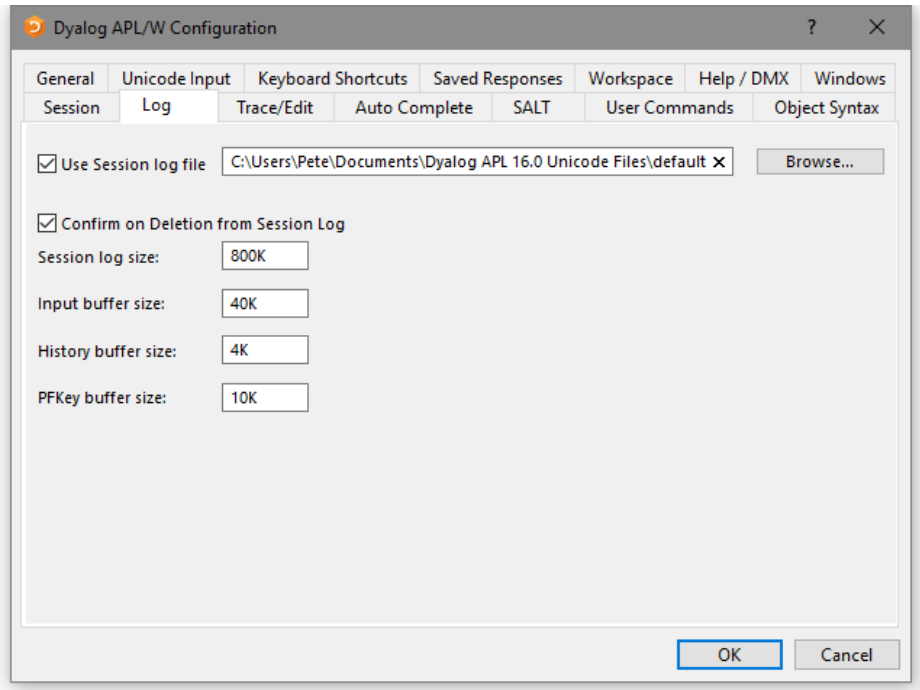 Dyalog APL/W Configuration
General Unicode Input Keyboard Shortcuts Saved Responses Workspace Help / DMX Windows
Session Log Trace/Edit Auto Complete SALT User Commands Object Syntax
Use Session log file C:\Users\Pete\Documents\Dyalog APL 16.0 Unicode Files\default Browse...
Confirm on Deletion from Session Log
Session log size: 800K
Input buffer size: 40K
History buffer size: 4K
PFKey buffer size: 10K
OK Cancel